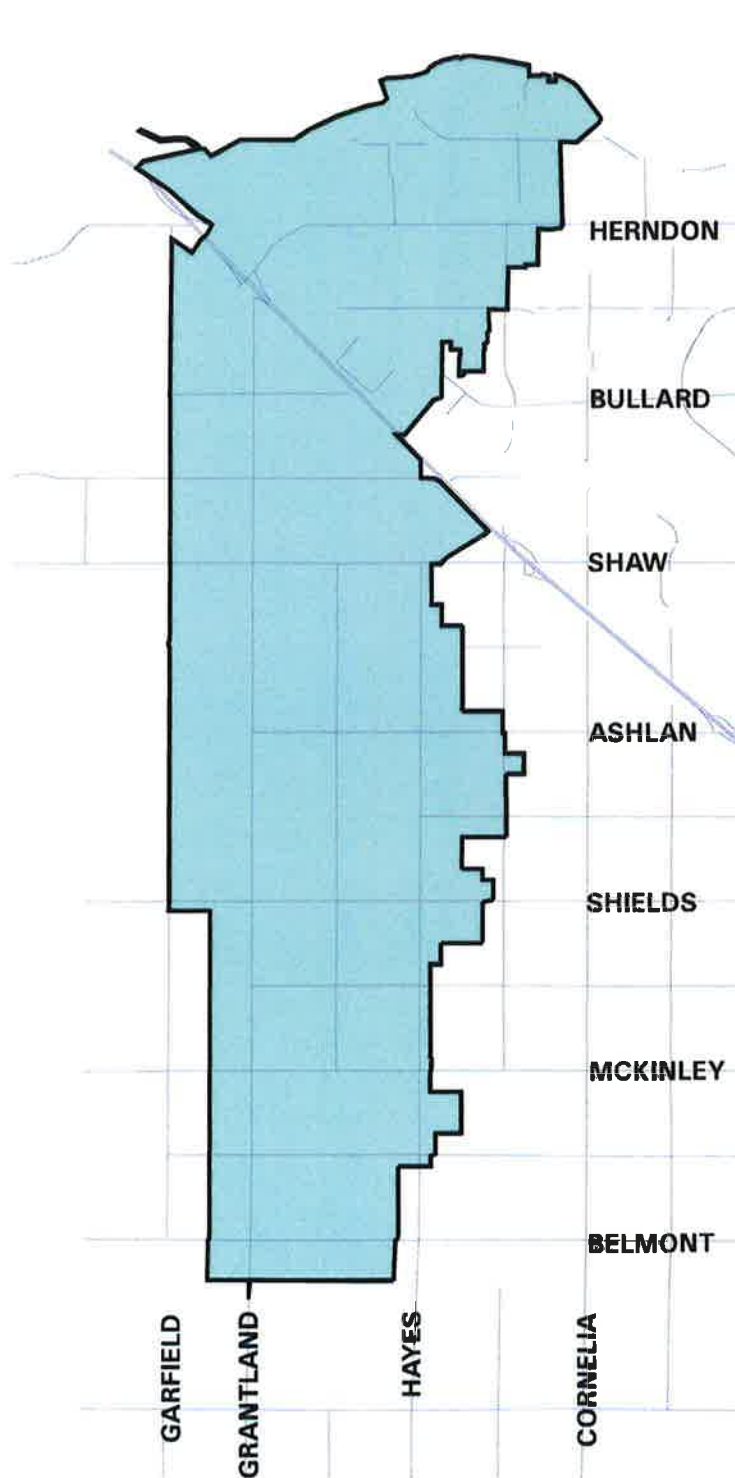 HERNDON
BULLARD
SHAW
ASHLAN
SHIELDS
MCKINLEY
BELMONT
GARFIELD
GRANTLAND
HAYES
CORNELIA